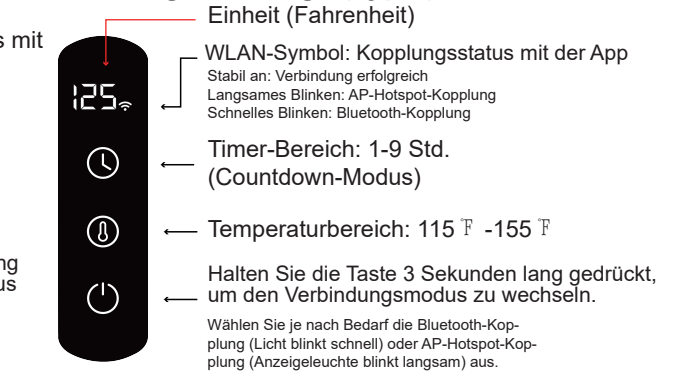 Einheit (Fahrenheit)
s mit
WLAN-Symbol: Kopplungsstatus mit der App
Stabil an: Verbindung erfolgreich
Langsames Blinken: AP-Hotspot-Kopplung
Schnelles Blinken: Bluetooth-Kopplung
125
Timer-Bereich: 1-9 Std.
(Countdown-Modus)
Temperaturbereich: 115 ℉ -155 ℉
ng
us
Halten Sie die Taste 3 Sekunden lang gedrückt,
um den Verbindungsmodus zu wechseln.
Wählen Sie je nach Bedarf die Bluetooth-Kop-
plung (Licht blinkt schnell) oder AP-Hotspot-Kop-
plung (Anzeigeleuchte blinkt langsam) aus.